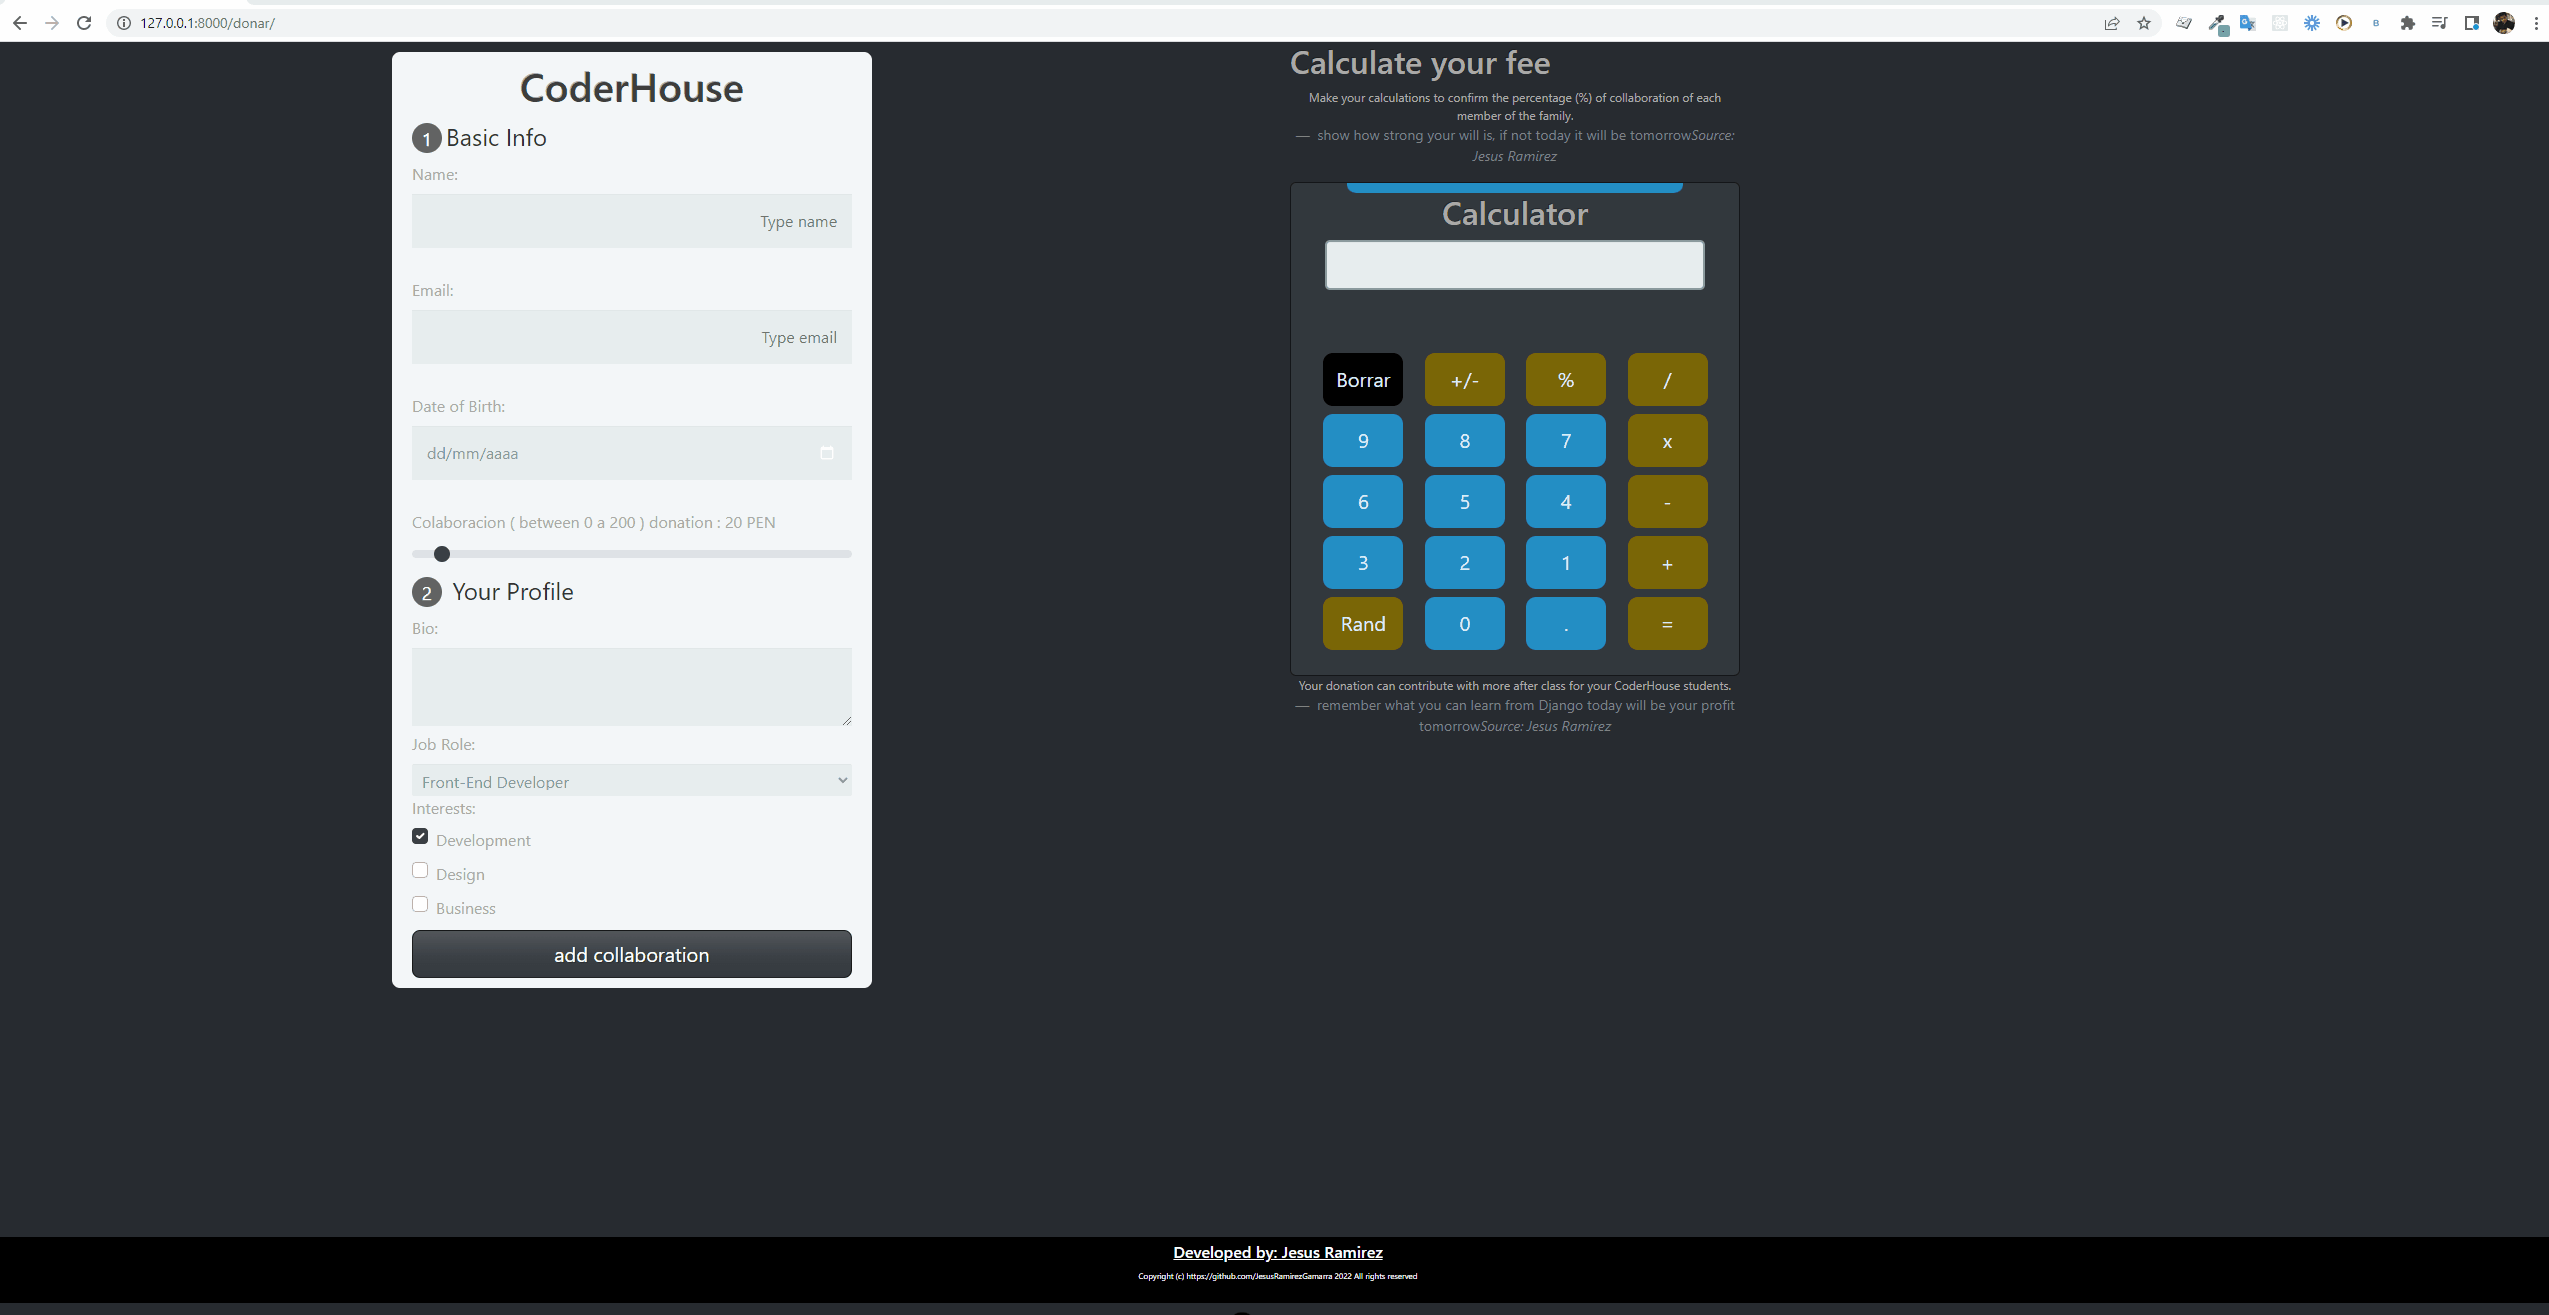 127.0.0.1:8000/donar/
CoderHouse
1 Basic Info
Name:
Type name
Email:
Type email
Date of Birth:
dd/mm/aaaa
Colaboracion ( between 0 a 200 ) donation : 20 PEN
2 Your Profile
Bio:
Job Role:
Front-End Developer
Interests:
Development
Design
Business
add collaboration
Calculate your fee
Make your calculations to confirm the percentage (%) of collaboration of each
member of the family.
— show how strong your will is, if not today it will be tomorrowSource:
Jesus Ramirez
Calculator
Borrar +/- % /
9 8 7 x
6 5 4 -
3 2 1 +
Rand 0 . =
Your donation can contribute with more after class for your CoderHouse students.
— remember what you can learn from Django today will be your profit
tomorrowSource: Jesus Ramirez
Developed by: Jesus Ramirez
Copyright (c) https://github.com/JesusRamirezGamarra 2022 All rights reserved